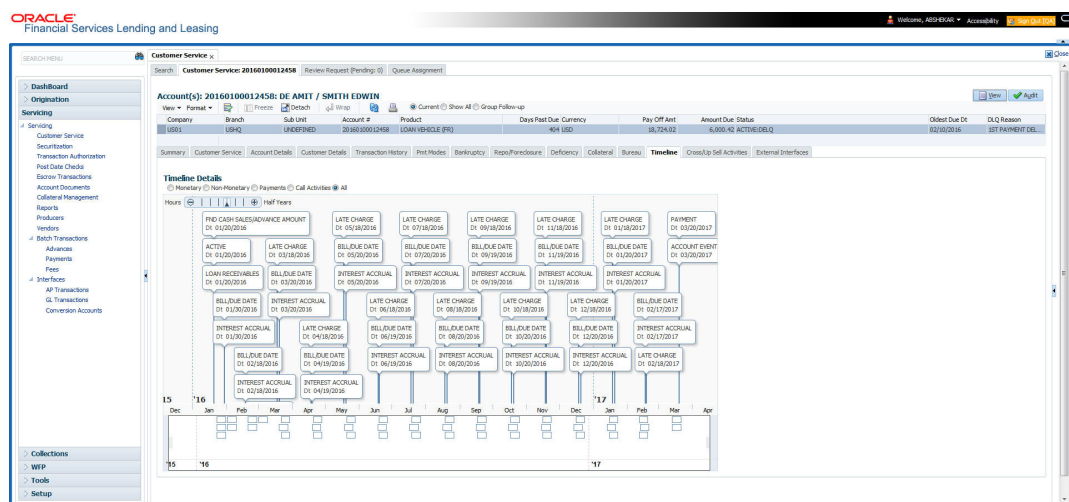 ORACLE
Financial Services Lending and Leasing
Welcome, ABSHEKAR Accessibility Sign Out [QA]
SEARCH MENU
DashBoard
Origination
Servicing
Servicing
Customer Service
Securitization
Transaction Authorization
Post Date Checks
Escrow Transactions
Account Documents
Collateral Management
Reports
Producers
Vendors
Batch Transactions
Advances
Payments
Fees
Interfaces
AP Transactions
GL Transactions
Conversion Accounts
Collections
WFP
Tools
Setup
Customer Service x
Close
Search Customer Service: 20160100012458 Review Request (Pending: 0) Queue Assignment
Account(s): 20160100012458: DE AMIT / SMITH EDWIN
View Audit
View Format Freeze Detach Wrap Current Show All Group Follow-up
Company Branch Sub Unit Account # Product Days Past Due Currency Pay Off Amt Amount Due Status Oldest Due Dt DLQ Reason
US01 USHQ UNDEFINED 20160100012458 LOAN VEHICLE (FR) 404 USD 18,724.02 6,000.42 ACTIVE:DELQ 02/10/2016 1ST PAYMENT DEL...
Summary Customer Service Account Details Customer Details Transaction History Pmt Modes Bankruptcy Repo/Foreclosure Deficiency Collateral Bureau Timeline Cross/Up Sell Activities External Interfaces
Timeline Details
Monetary Non-Monetary Payments Call Activities All
Hours Half Years
FND CASH SALES/ADVANCE AMOUNT LATE CHARGE LATE CHARGE LATE CHARGE LATE CHARGE LATE CHARGE PAYMENT
Dt 01/20/2016 Dt 05/18/2016 Dt 07/18/2016 Dt 09/18/2016 Dt 11/18/2016 Dt 01/18/2017 Dt 03/20/2017
ACTIVE LATE CHARGE BILL/DUE DATE BILL/DUE DATE BILL/DUE DATE BILL/DUE DATE BILL/DUE DATE ACCOUNT EVENT
Dt 01/20/2016 Dt 03/18/2016 Dt 05/20/2016 Dt 07/20/2016 Dt 09/19/2016 Dt 11/19/2016 Dt 01/20/2017 Dt 03/20/2017
LOAN RECEIVABLES BILL/DUE DATE INTEREST ACCRUAL INTEREST ACCRUAL INTEREST ACCRUAL INTEREST ACCRUAL INTEREST ACCRUAL
Dt 01/20/2016 Dt 03/20/2016 Dt 05/20/2016 Dt 07/20/2016 Dt 09/19/2016 Dt 11/19/2016 Dt 01/20/2017
BILL/DUE DATE INTEREST ACCRUAL LATE CHARGE LATE CHARGE LATE CHARGE LATE CHARGE BILL/DUE DATE
Dt 01/30/2016 Dt 03/20/2016 Dt 06/18/2016 Dt 08/18/2016 Dt 10/18/2016 Dt 12/18/2016 Dt 02/17/2017
INTEREST ACCRUAL LATE CHARGE BILL/DUE DATE BILL/DUE DATE BILL/DUE DATE BILL/DUE DATE INTEREST ACCRUAL
Dt 01/30/2016 Dt 04/18/2016 Dt 06/19/2016 Dt 08/20/2016 Dt 10/20/2016 Dt 12/20/2016 Dt 02/17/2017
BILL/DUE DATE BILL/DUE DATE INTEREST ACCRUAL INTEREST ACCRUAL INTEREST ACCRUAL INTEREST ACCRUAL LATE CHARGE
Dt 02/18/2016 Dt 04/19/2016 Dt 06/19/2016 Dt 08/20/2016 Dt 10/20/2016 Dt 12/20/2016 Dt 02/18/2017
INTEREST ACCRUAL INTEREST ACCRUAL
Dt 02/18/2016 Dt 04/19/2016
15 '16 '17
Dec Jan Feb Mar Apr May Jun Jul Aug Sep Oct Nov Dec Jan Feb Mar Apr
'15 '16 '17